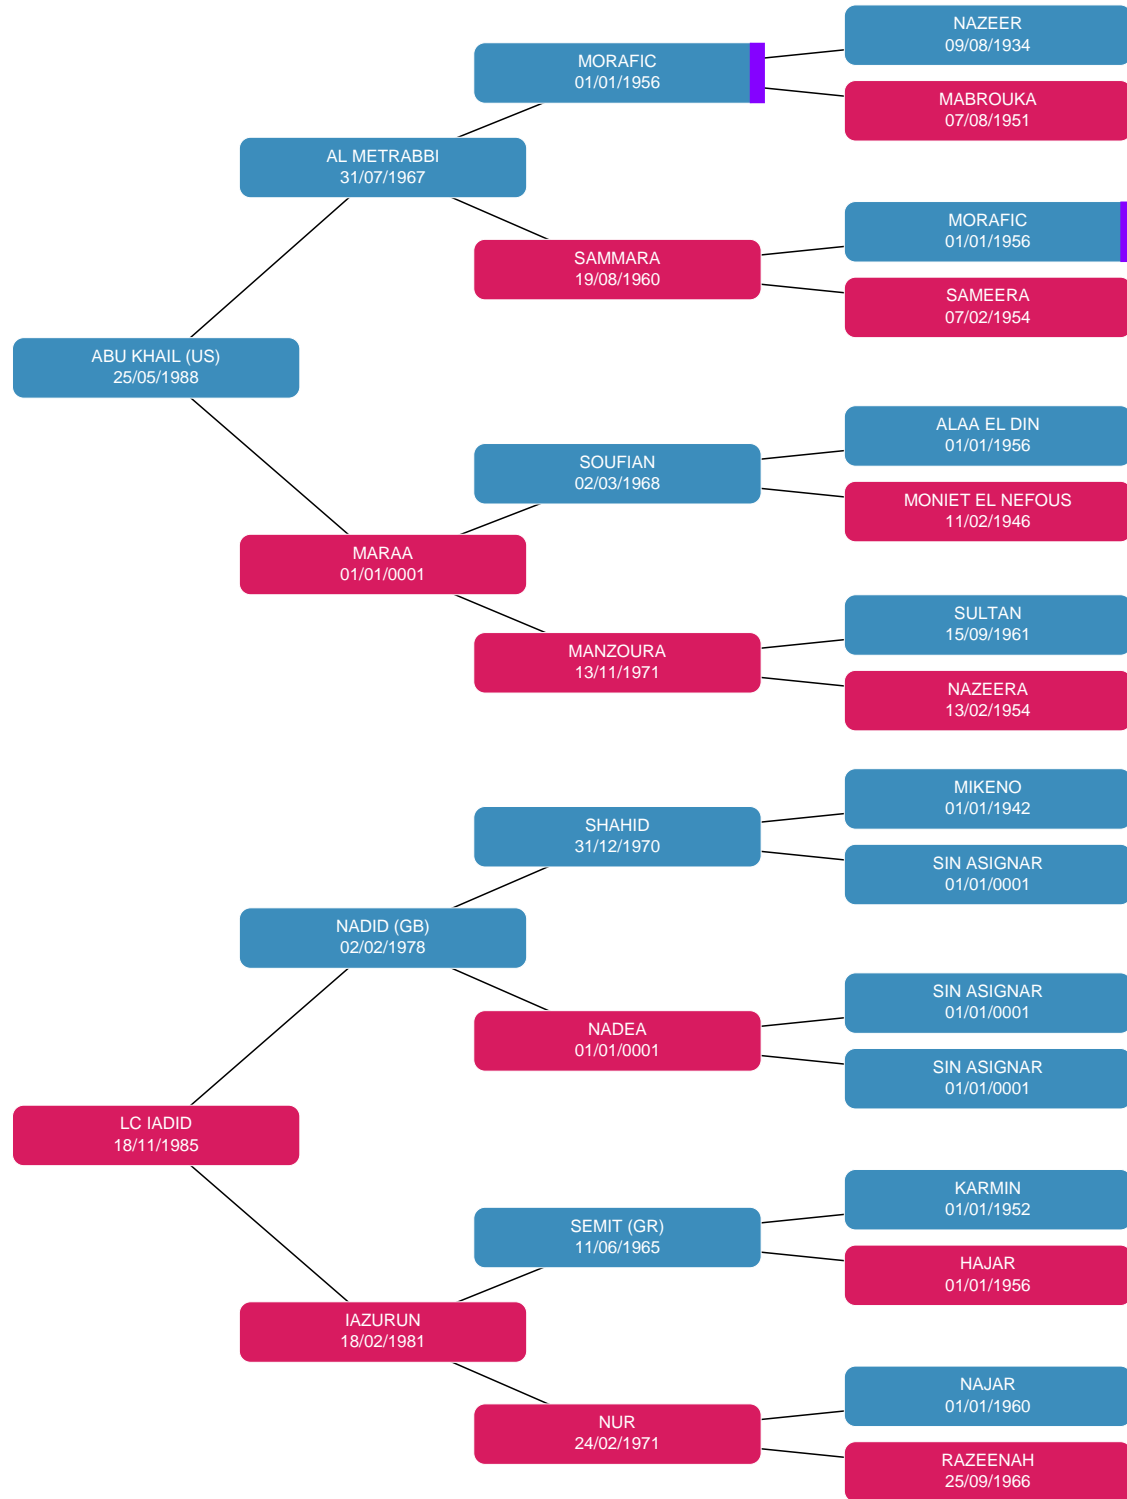 NAZEER
09/08/1934
MORAFIC
01/01/1956
MABROUKA
07/08/1951
AL METRABBI
31/07/1967
MORAFIC
01/01/1956
SAMMARA
19/08/1960
SAMEERA
07/02/1954
ABU KHAIL (US)
25/05/1988
ALAA EL DIN
01/01/1956
SOUFIAN
02/03/1968
MONIET EL NEFOUS
11/02/1946
MARAA
01/01/0001
SULTAN
15/09/1961
MANZOURA
13/11/1971
NAZEERA
13/02/1954
MIKENO
01/01/1942
SHAHID
31/12/1970
SIN ASIGNAR
01/01/0001
NADID (GB)
02/02/1978
SIN ASIGNAR
01/01/0001
NADEA
01/01/0001
SIN ASIGNAR
01/01/0001
LC IADID
18/11/1985
KARMIN
01/01/1952
SEMIT (GR)
11/06/1965
HAJAR
01/01/1956
IAZURUN
18/02/1981
NAJAR
01/01/1960
NUR
24/02/1971
RAZEENAH
25/09/1966